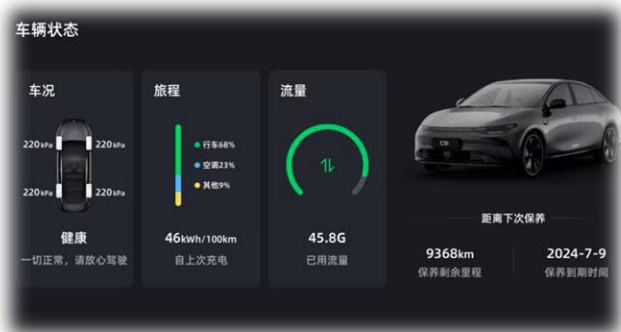 车辆状态
车况
220kPa
220kPa
220kPa
220kPa
健康
一切正常，请放心驾驶
旅程
行车68%
空调23%
其他9%
46kWh/100km
自上次充电
流量
45.8G
已用流量
C01
距离下次保养
9368km
保养剩余里程
2024-7-9
保养到期时间